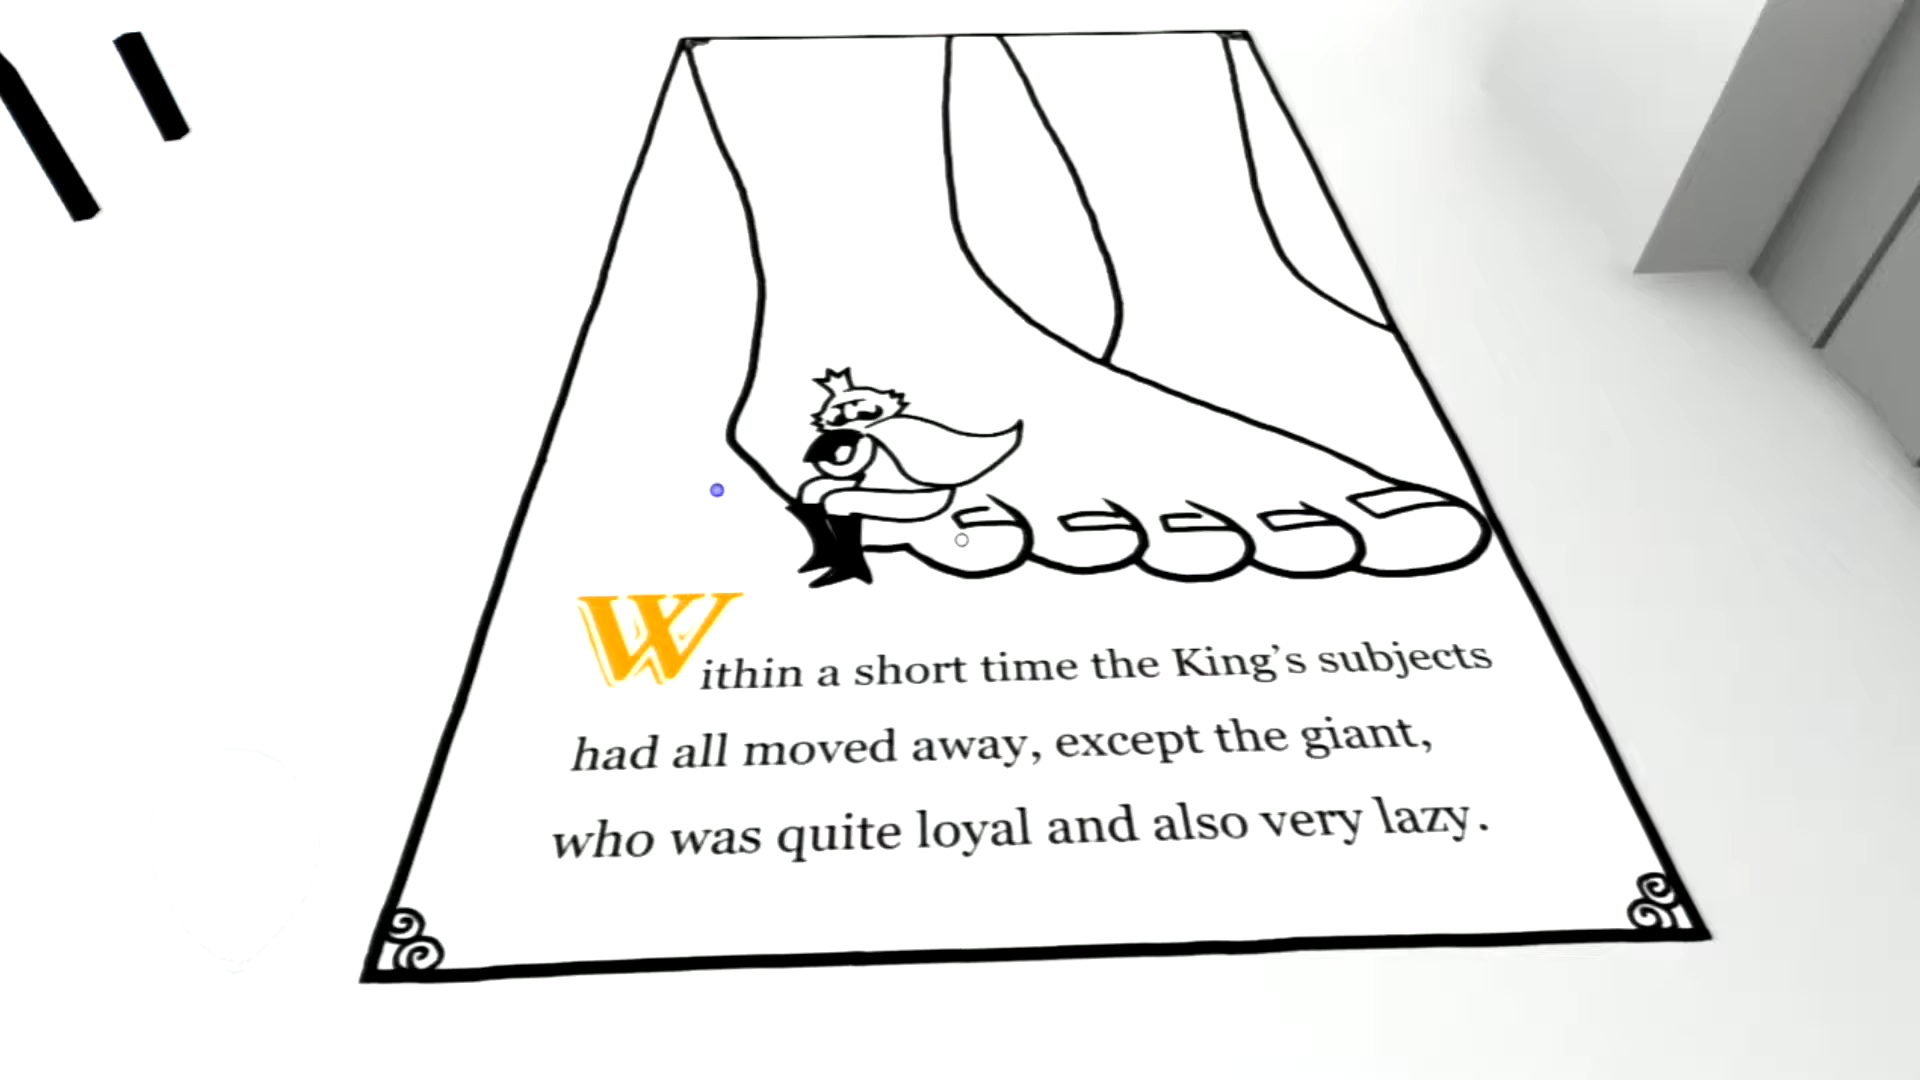 Within a short time the King’s subjects
had all moved away, except the giant,
who was quite loyal and also very lazy.